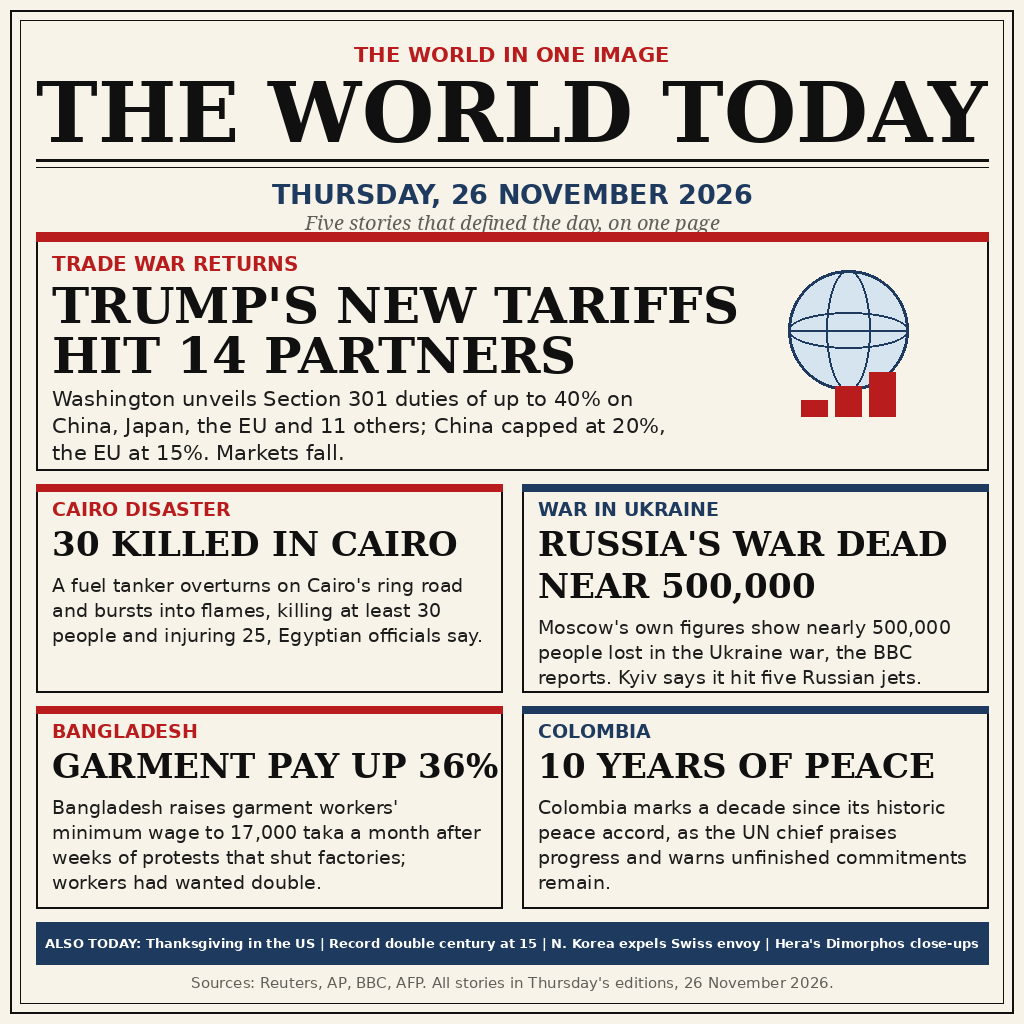 THE WORLD IN ONE IMAGE
THE WORLD TODAY
THURSDAY, 26 NOVEMBER 2026
Five stories that defined the day, on one page
TRADE WAR RETURNS
TRUMP'S NEW TARIFFS
HIT 14 PARTNERS
Washington unveils Section 301 duties of up to 40% on
China, Japan, the EU and 11 others; China capped at 20%,
the EU at 15%. Markets fall.
CAIRO DISASTER
30 KILLED IN CAIRO
A fuel tanker overturns on Cairo's ring road
and bursts into flames, killing at least 30
people and injuring 25, Egyptian officials say.
WAR IN UKRAINE
RUSSIA'S WAR DEAD
NEAR 500,000
Moscow's own figures show nearly 500,000
people lost in the Ukraine war, the BBC
reports. Kyiv says it hit five Russian jets.
BANGLADESH
GARMENT PAY UP 36%
Bangladesh raises garment workers'
minimum wage to 17,000 taka a month after
weeks of protests that shut factories;
workers had wanted double.
COLOMBIA
10 YEARS OF PEACE
Colombia marks a decade since its historic
peace accord, as the UN chief praises
progress and warns unfinished commitments
remain.
ALSO TODAY: Thanksgiving in the US | Record double century at 15 | N. Korea expels Swiss envoy | Hera's Dimorphos close-ups
Sources: Reuters, AP, BBC, AFP. All stories in Thursday's editions, 26 November 2026.